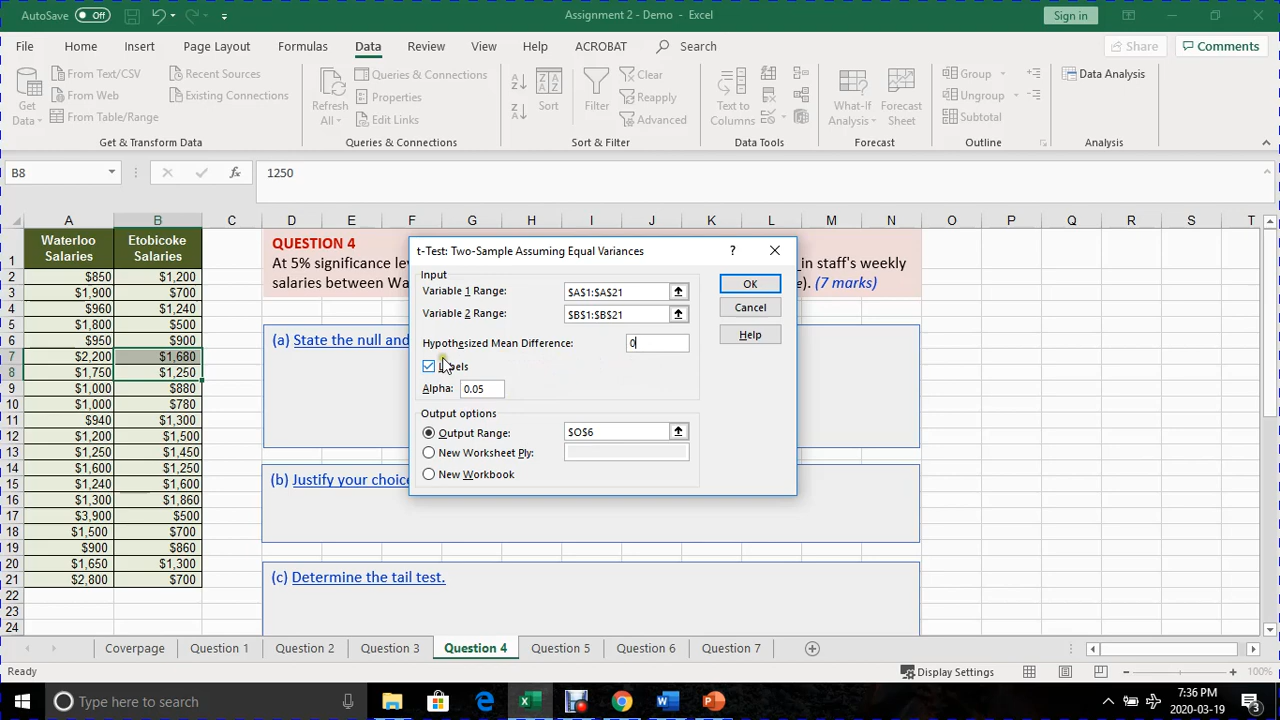 AutoSave Off
Assignment 2 - Demo - Excel
Sign in
File Home Insert Page Layout Formulas Data Review View Help ACROBAT Search
Share Comments
Get Data
From Text/CSV
From Web
From Table/Range
Recent Sources
Existing Connections
Get & Transform Data
Refresh All
Queries & Connections
Properties
Edit Links
Queries & Connections
Sort
Filter
Clear
Reapply
Advanced
Sort & Filter
Text to Columns
Data Tools
What-If Analysis
Forecast Sheet
Forecast
Group
Ungroup
Subtotal
Outline
Data Analysis
Analysis
B8
fx
1250
A B C D E F G H I J K L M N O P Q R S T
1 Waterloo Salaries Etobicoke Salaries
2 $850 $1,200
3 $1,900 $700
4 $960 $1,240
5 $1,800 $500
6 $950 $900
7 $2,200 $1,680
8 $1,750 $1,250
9 $1,000 $880
10 $1,000 $780
11 $940 $1,300
12 $1,200 $1,500
13 $1,250 $1,450
14 $1,600 $1,250
15 $1,240 $1,600
16 $1,300 $1,860
17 $3,900 $500
18 $1,500 $700
19 $900 $860
20 $1,650 $1,300
21 $2,800 $700
22
23
24
QUESTION 4
At 5% significance in staff's weekly
salaries between (7 marks)
(a) State the null and
(b) Justify your choice
(c) Determine the tail test.
t-Test: Two-Sample Assuming Equal Variances
?
Input
Variable 1 Range: $A$1:$A$21
Variable 2 Range: $B$1:$B$21
Hypothesized Mean Difference: 0
Labels
Alpha: 0.05
Output options
Output Range: $O$6
New Worksheet Ply:
New Workbook
OK
Cancel
Help
Coverpage Question 1 Question 2 Question 3 Question 4 Question 5 Question 6 Question 7
Ready
Display Settings
100%
Type here to search
7:36 PM
2020-03-19